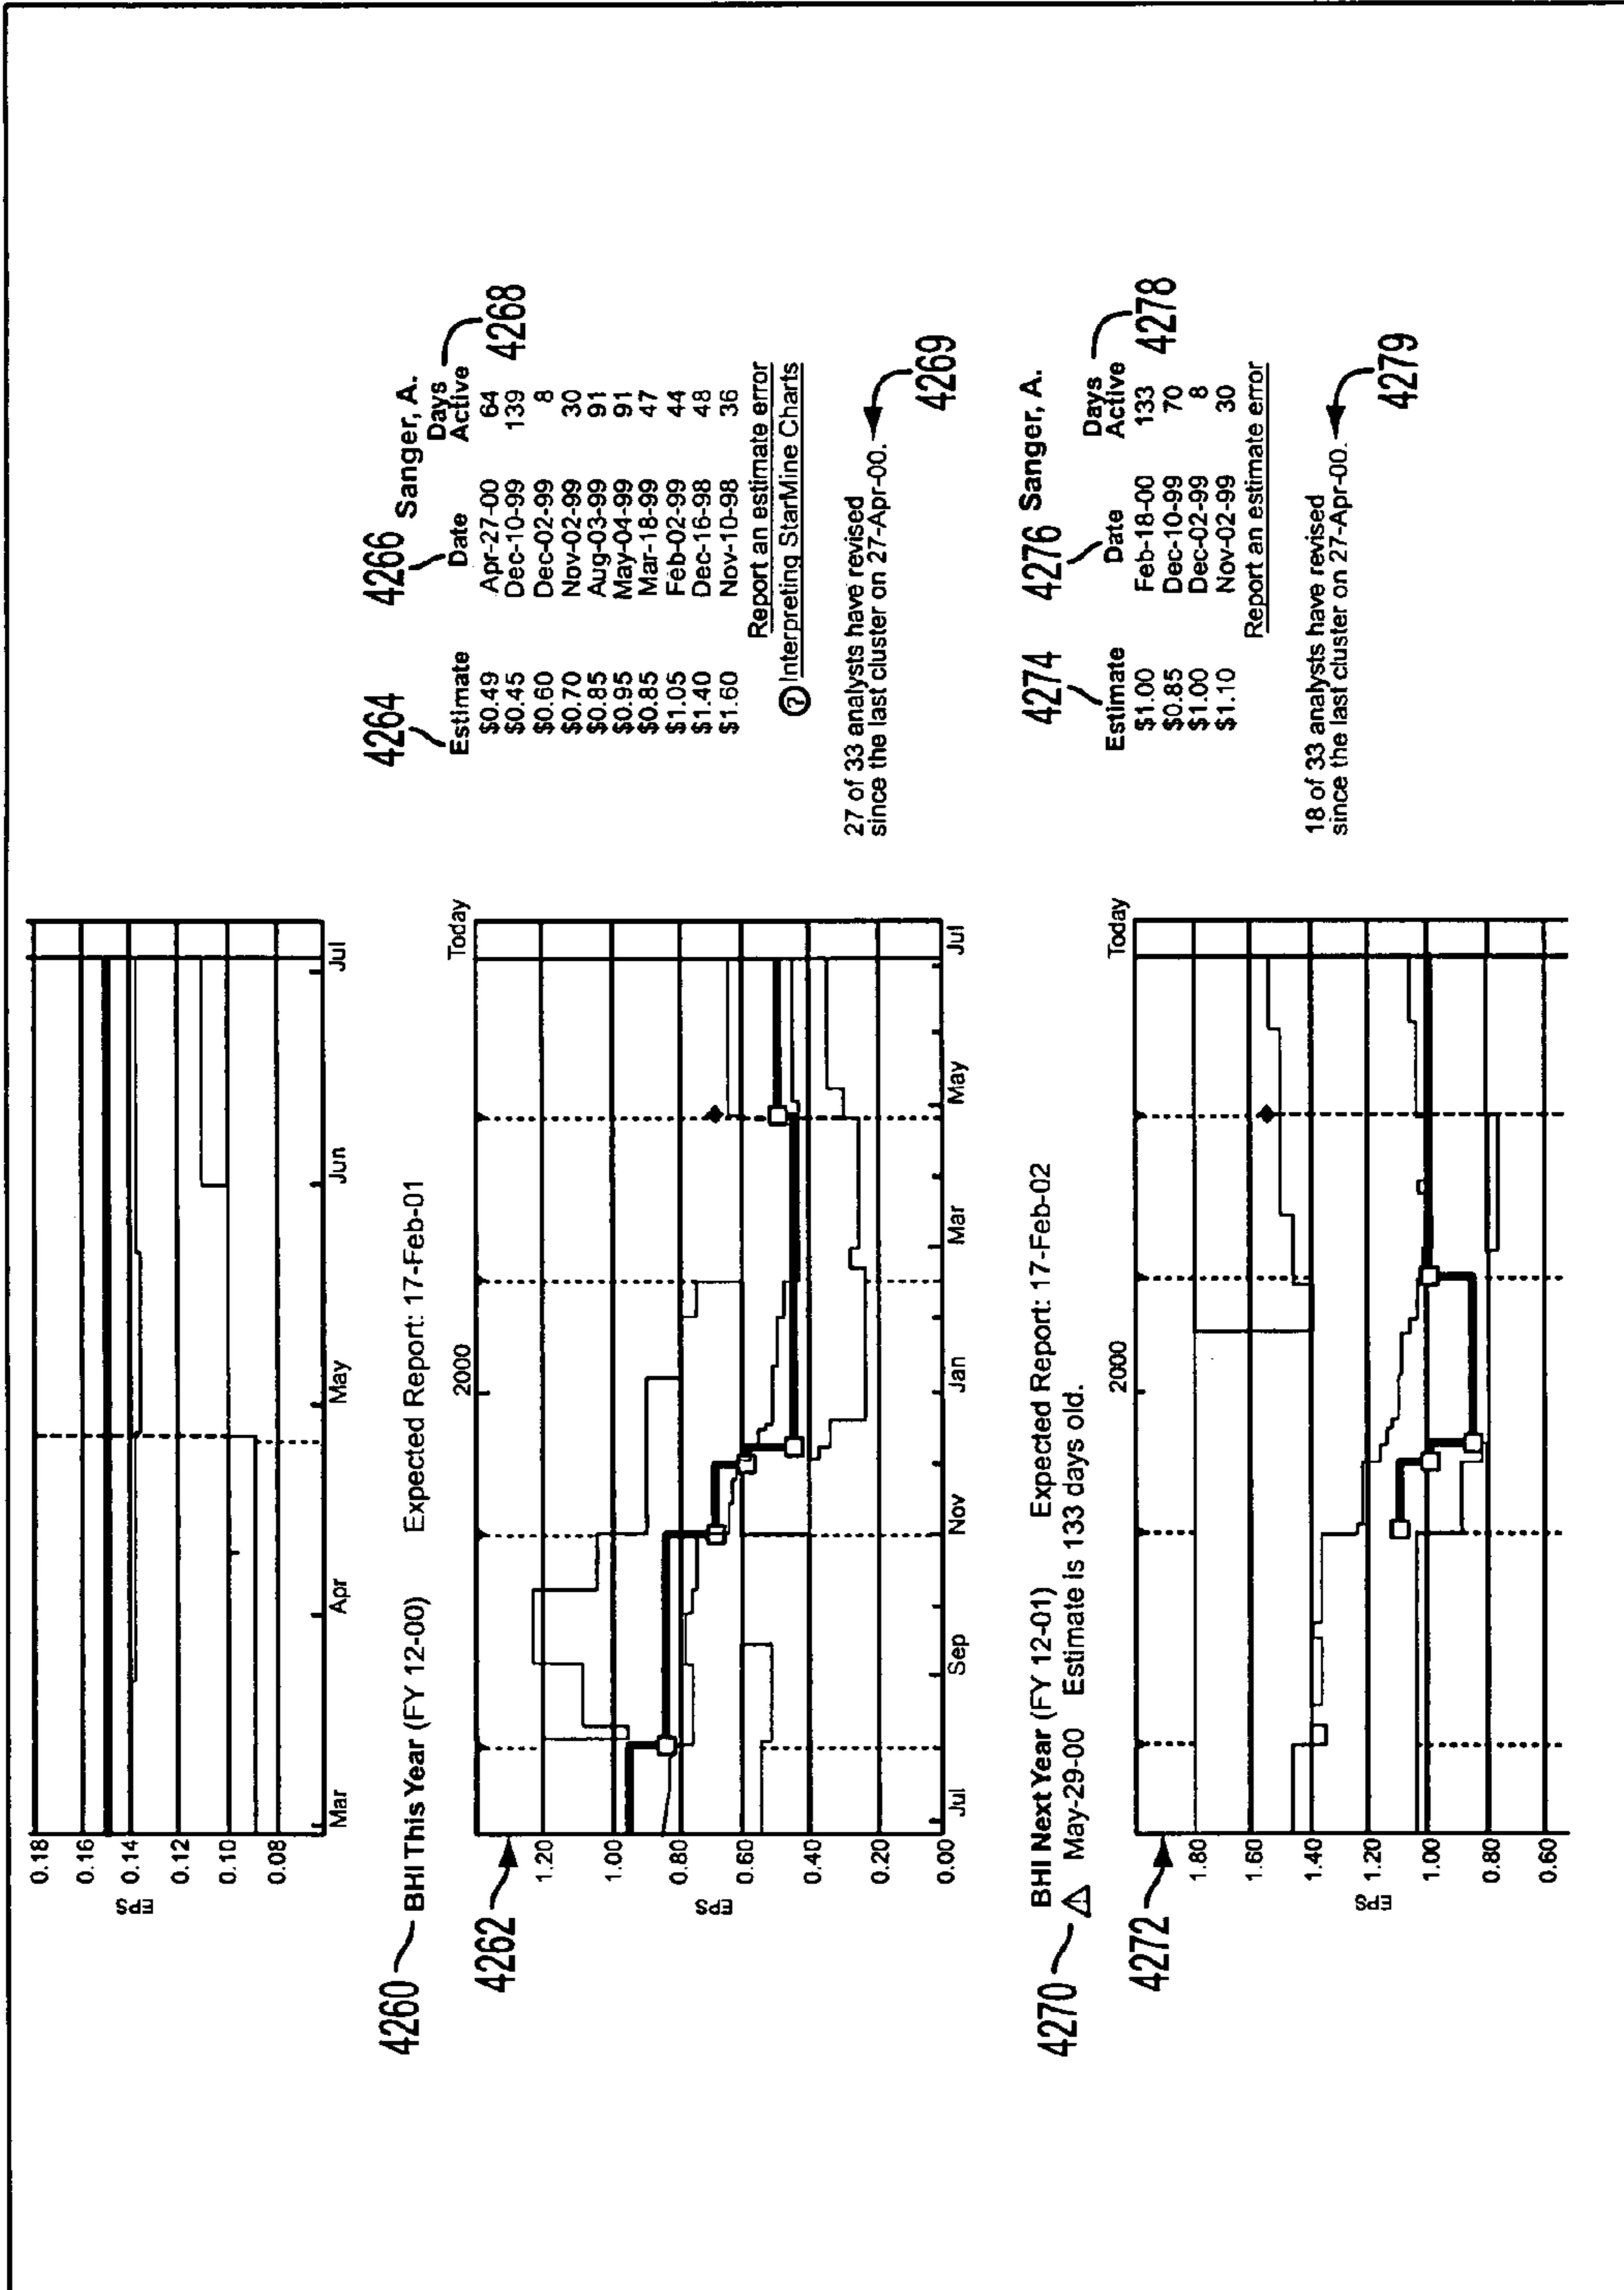 0.18
0.16
0.14
0.12
0.10
0.08
EPS
Mar
Apr
May
Jun
Jul
4260
BHI This Year (FY 12-00) Expected Report: 17-Feb-01
4262
2000
Today
1.20
1.00
0.80
0.60
0.40
0.20
0.00
EPS
Jul
Sep
Nov
Jan
Mar
May
Jul
4264
4266
Sanger, A.
Estimate Date Days Active
4268
$0.49 Apr-27-00 64
$0.45 Dec-10-99 139
$0.60 Dec-02-99 8
$0.70 Nov-02-99 30
$0.85 Aug-03-99 91
$0.95 May-04-99 91
$0.85 Mar-18-99 47
$1.05 Feb-02-99 44
$1.40 Dec-16-98 48
$1.60 Nov-10-98 36
Report an estimate error
? Interpreting StarMine Charts
27 of 33 analysts have revised
since the last cluster on 27-Apr-00.
4269
4270
BHI Next Year (FY 12-01) Expected Report: 17-Feb-02
May-29-00 Estimate is 133 days old.
4272
2000
Today
1.80
1.60
1.40
1.20
1.00
0.80
0.60
EPS
4274
4276
Sanger, A.
Estimate Date Days Active
4278
$1.00 Feb-18-00 133
$0.85 Dec-10-99 70
$1.00 Dec-02-99 8
$1.10 Nov-02-99 30
Report an estimate error
18 of 33 analysts have revised
since the last cluster on 27-Apr-00.
4279